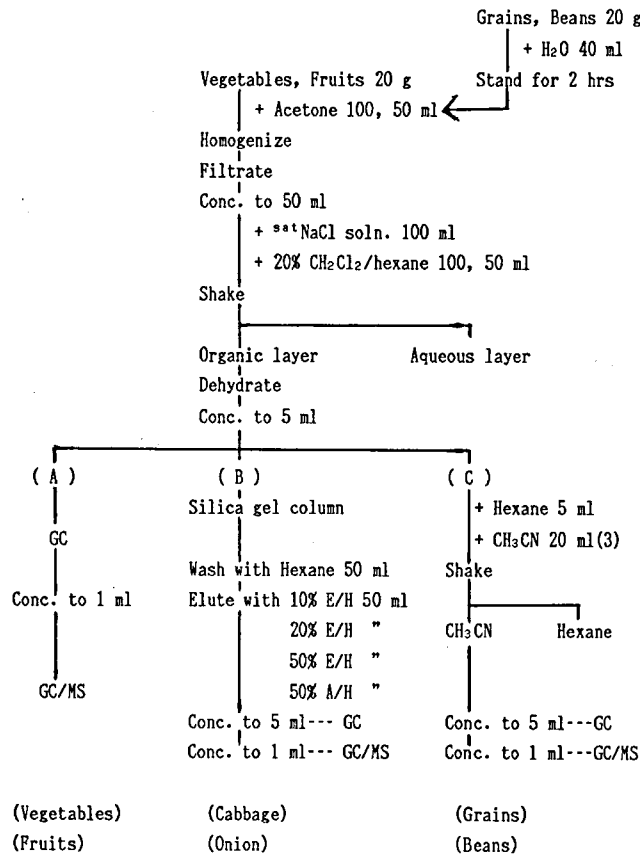 Grains, Beans 20 g
+ H₂O 40 ml
Vegetables, Fruits 20 g
Stand for 2 hrs
+ Acetone 100, 50 ml
Homogenize
Filtrate
Conc. to 50 ml
+ ˢᵃᵗNaCl soln. 100 ml
+ 20% CH₂Cl₂/hexane 100, 50 ml
Shake
Organic layer
Aqueous layer
Dehydrate
Conc. to 5 ml
( A )
( B )
( C )
Silica gel column
+ Hexane 5 ml
GC
+ CH₃CN 20 ml(3)
Wash with Hexane 50 ml
Shake
Conc. to 1 ml
Elute with 10% E/H 50 ml
20% E/H "
CH₃CN
Hexane
50% E/H "
GC/MS
50% A/H "
Conc. to 5 ml--- GC
Conc. to 5 ml---GC
Conc. to 1 ml--- GC/MS
Conc. to 1 ml---GC/MS
(Vegetables)
(Cabbage)
(Grains)
(Fruits)
(Onion)
(Beans)